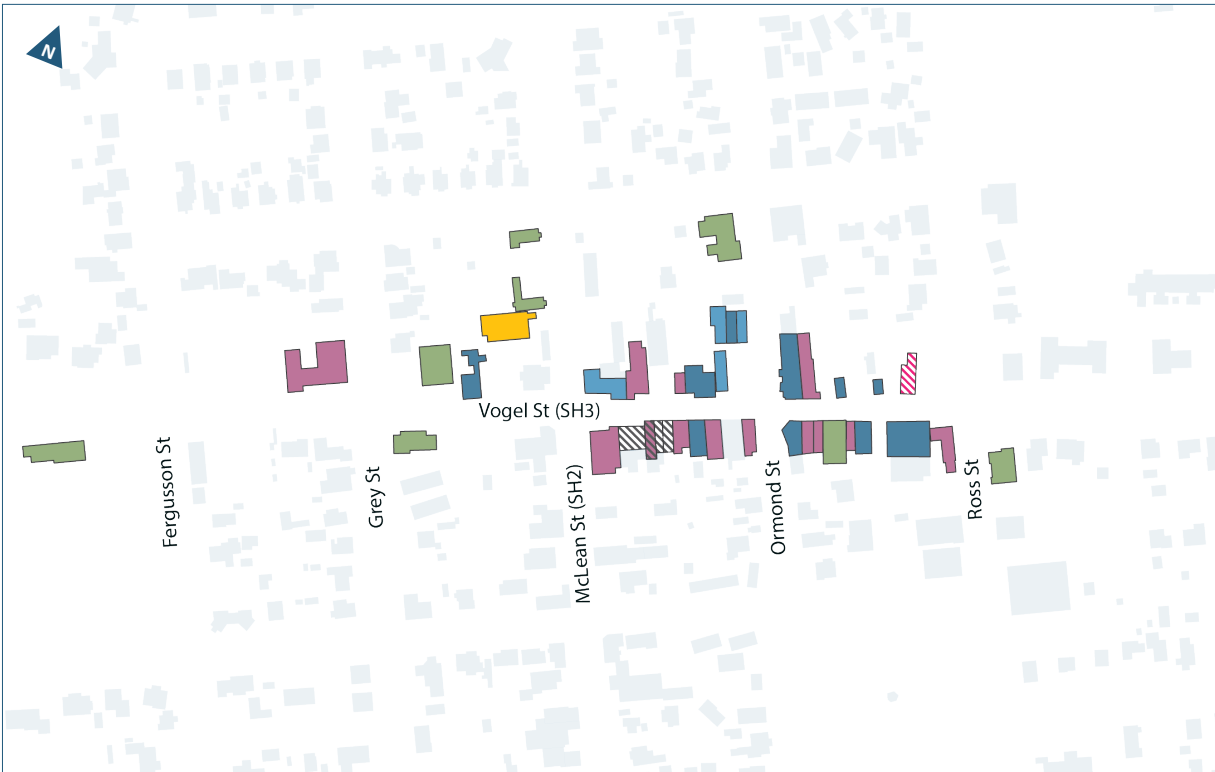 N
Vogel St (SH3)
Fergusson St
Grey St
McLean St (SH2)
Ormond St
Ross St